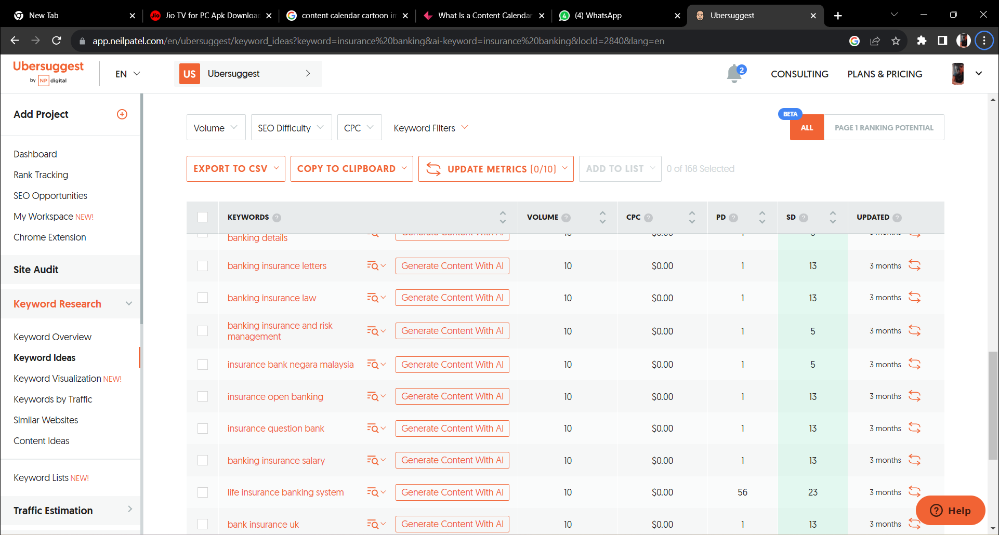 New Tab
Jio TV for PC Apk Download
content calendar cartoon im
What Is a Content Calendar
(4) WhatsApp
Ubersuggest
app.neilpatel.com/en/ubersuggest/keyword_ideas?keyword=insurance%20banking&ai-keyword=insurance%20banking&locId=2840&lang=en
Ubersuggest
by NP digital
EN
US Ubersuggest
2
CONSULTING
PLANS & PRICING
Add Project
Dashboard
Rank Tracking
SEO Opportunities
My Workspace NEW!
Chrome Extension
Site Audit
Keyword Research
Keyword Overview
Keyword Ideas
Keyword Visualization NEW!
Keywords by Traffic
Similar Websites
Content Ideas
Keyword Lists NEW!
Traffic Estimation
Volume
SEO Difficulty
CPC
Keyword Filters
BETA
ALL
PAGE 1 RANKING POTENTIAL
EXPORT TO CSV
COPY TO CLIPBOARD
UPDATE METRICS (0/10)
ADD TO LIST
0 of 168 Selected
KEYWORDS ? VOLUME ? CPC ? PD ? SD ? UPDATED ?
banking details Generate Content With AI 10 $0.00 1 3 months
banking insurance letters Generate Content With AI 10 $0.00 1 13 3 months
banking insurance law Generate Content With AI 10 $0.00 1 13 3 months
banking insurance and risk
management Generate Content With AI 10 $0.00 1 5 3 months
insurance bank negara malaysia Generate Content With AI 10 $0.00 1 5 3 months
insurance open banking Generate Content With AI 10 $0.00 1 13 3 months
insurance question bank Generate Content With AI 10 $0.00 1 13 3 months
banking insurance salary Generate Content With AI 10 $0.00 1 13 3 months
life insurance banking system Generate Content With AI 10 $0.00 56 23 3 months
bank insurance uk Generate Content With AI 10 $0.00 1 13 3 months
? Help